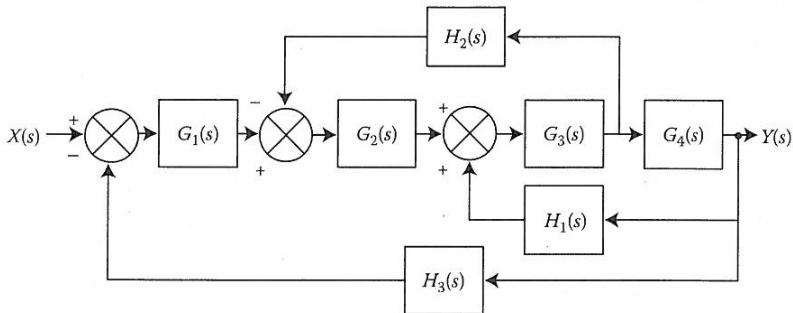 H₂(s)
X(s)
+
−
G₁(s)
−
+
G₂(s)
+
+
G₃(s)
G₄(s)
Y(s)
H₁(s)
H₃(s)